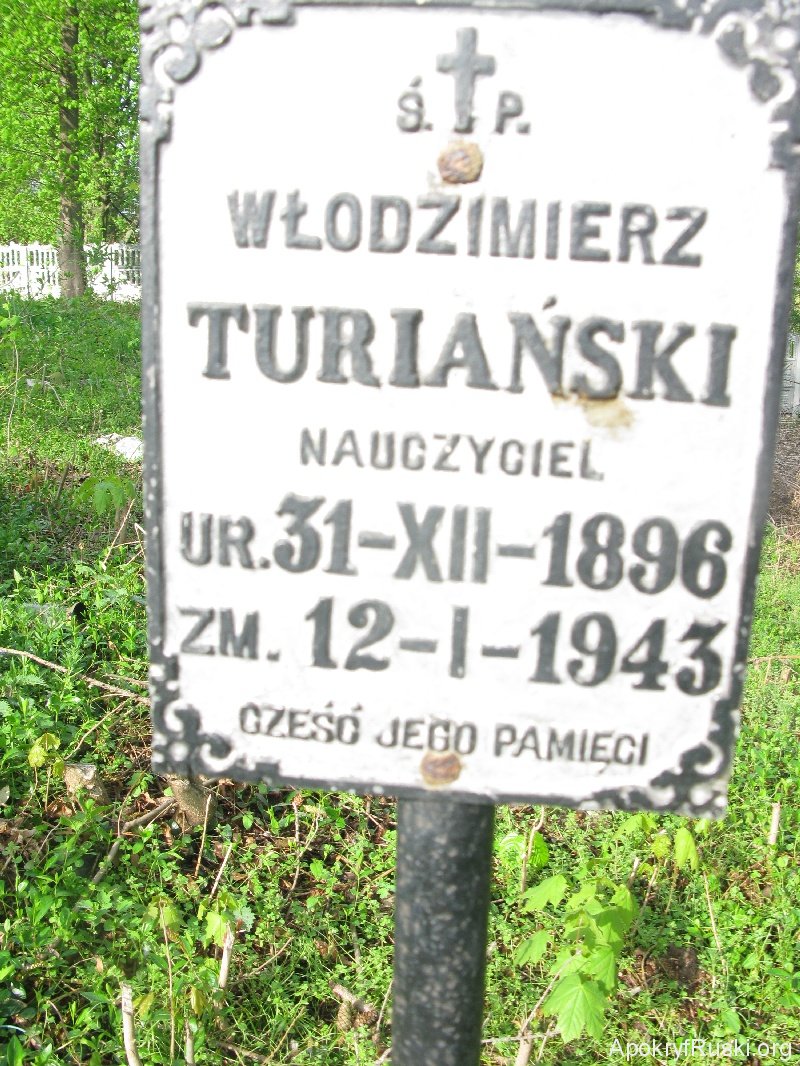 Ś. P.
WŁODZIMIERZ
TURIAŃSKI
NAUCZYCIEL
UR. 31-XII-1896
ZM. 12-I-1943
CZEŚĆ JEGO PAMIĘCI
ApokryfRuski.org